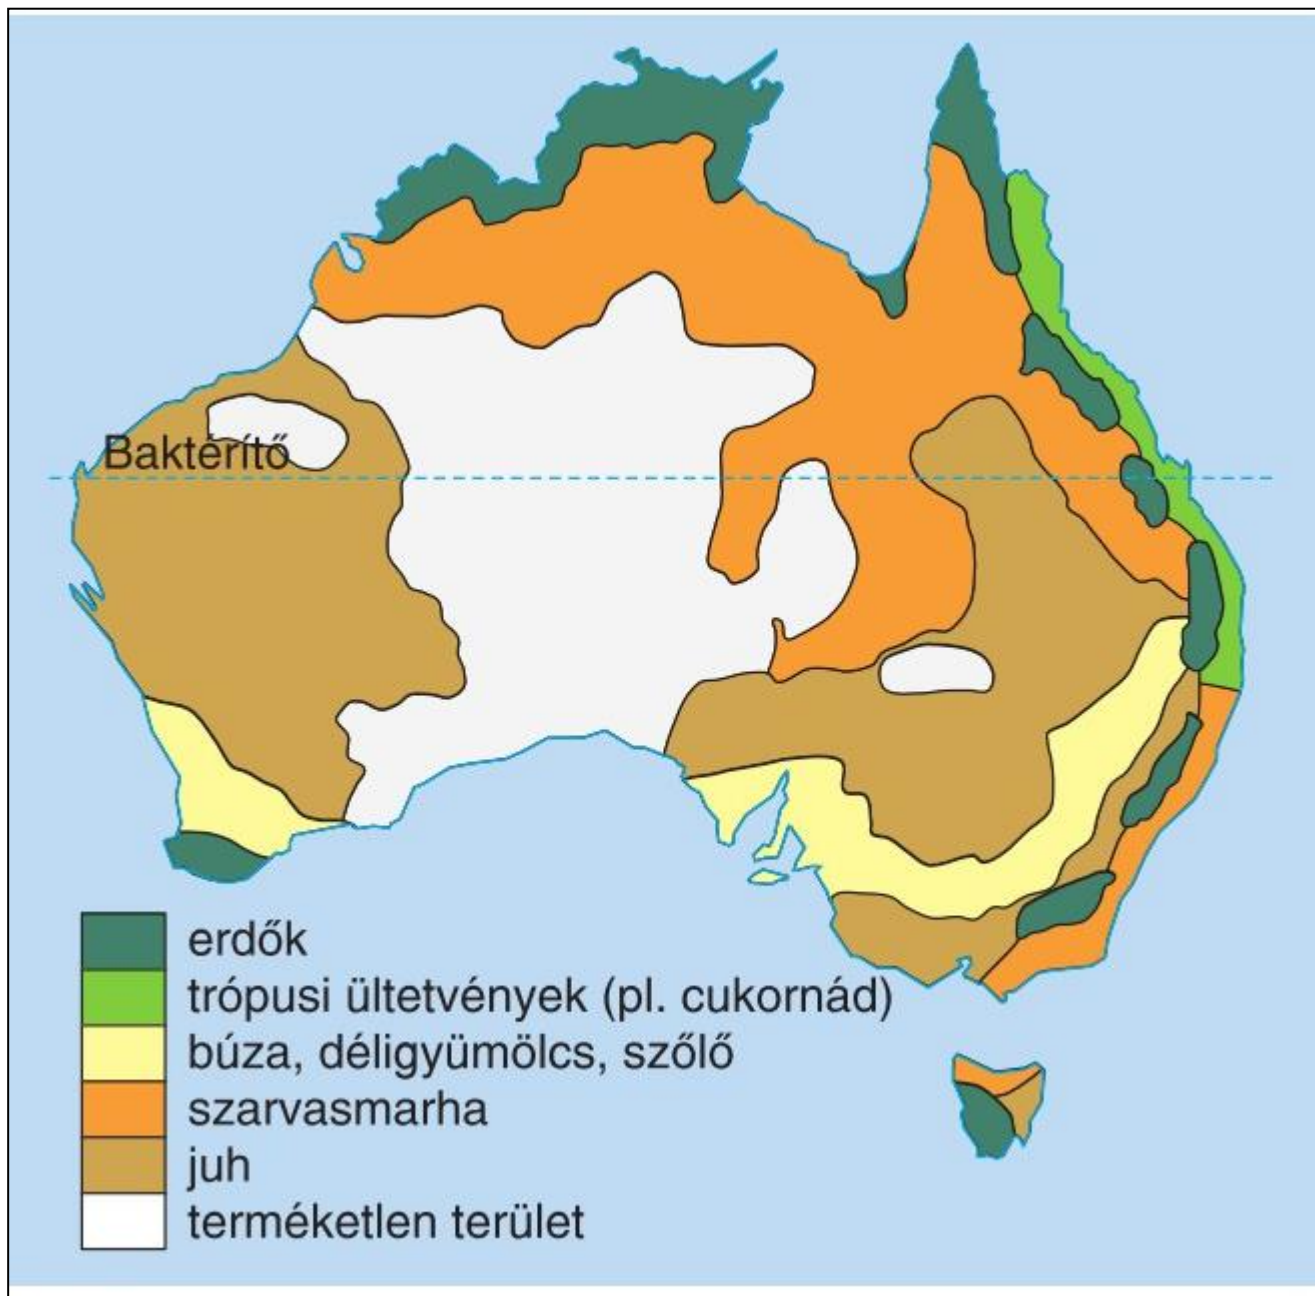 Baktérítő
erdők
trópusi ültetvények (pl. cukornád)
búza, déligyümölcs, szőlő
szarvasmarha
juh
terméketlen terület